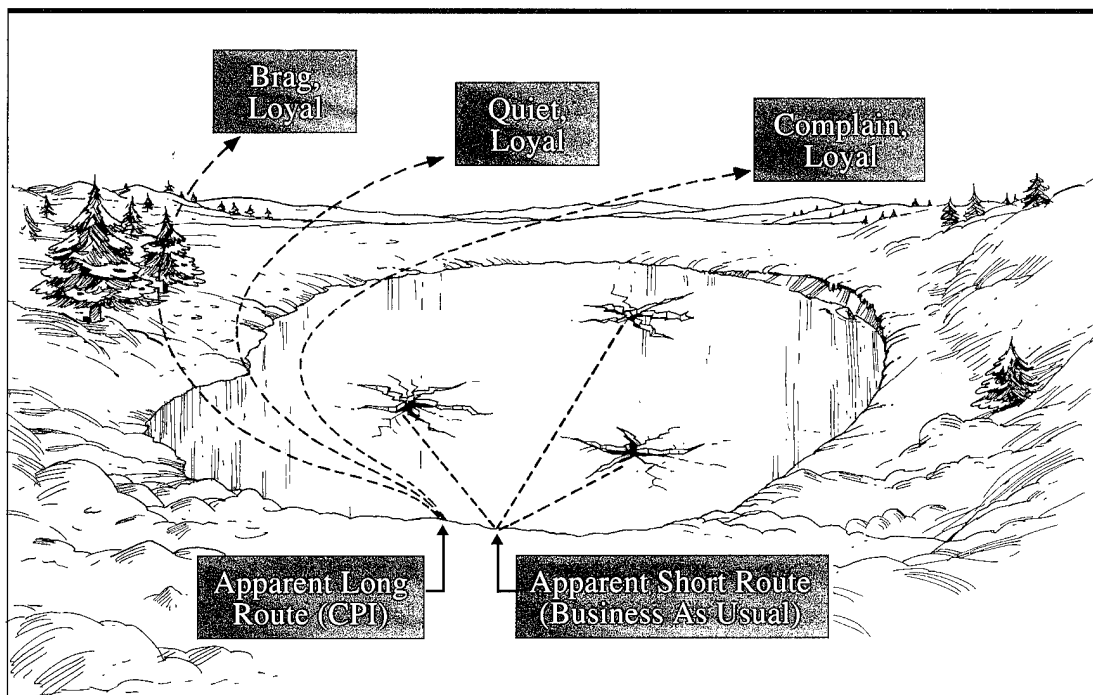 Brag,
Loyal
Quiet,
Loyal
Complain,
Loyal
Apparent Long
Route (CPI)
Apparent Short Route
(Business As Usual)